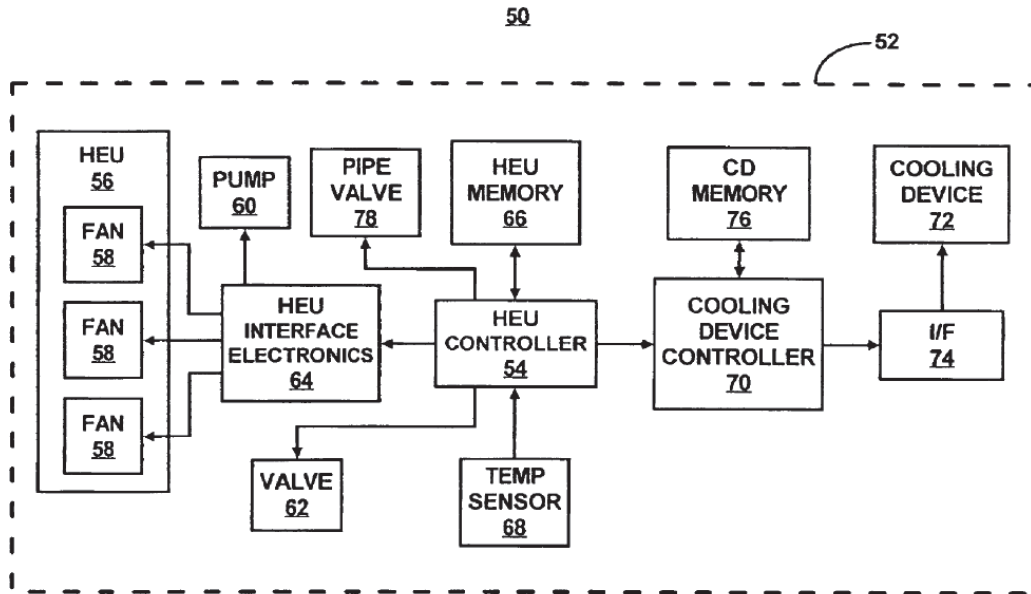 50
52
HEU
56
FAN
58
FAN
58
FAN
58
PUMP
60
PIPE
VALVE
78
HEU
MEMORY
66
CD
MEMORY
76
COOLING
DEVICE
72
HEU
INTERFACE
ELECTRONICS
64
HEU
CONTROLLER
54
COOLING
DEVICE
CONTROLLER
70
I/F
74
VALVE
62
TEMP
SENSOR
68